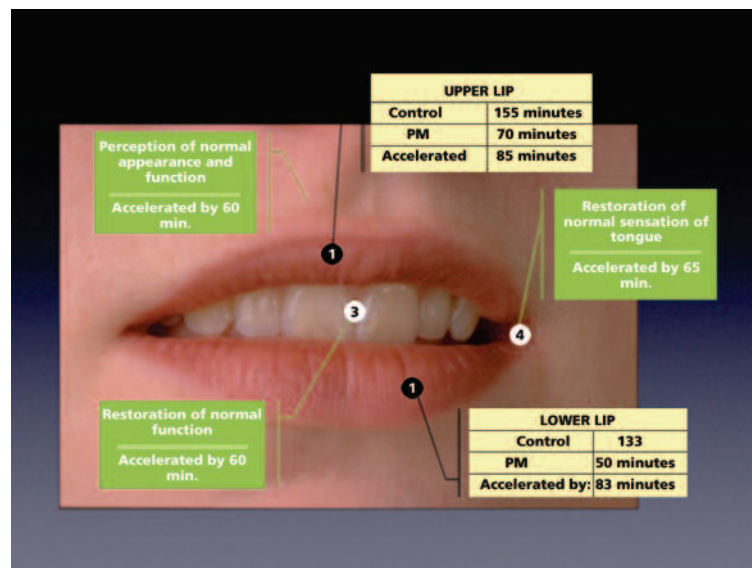 UPPER LIP
Control 155 minutes
PM 70 minutes
Accelerated 85 minutes
Perception of normal
appearance and
function
Accelerated by 60
min.
Restoration of
normal sensation of
tongue
Accelerated by 65
min.
1
3
4
1
Restoration of normal
function
Accelerated by 60
min.
LOWER LIP
Control 133
PM 50 minutes
Accelerated by: 83 minutes